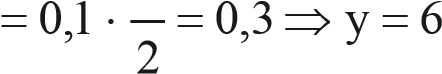 = 0,1 · — / 2 = 0,3 ⟹ y = 6